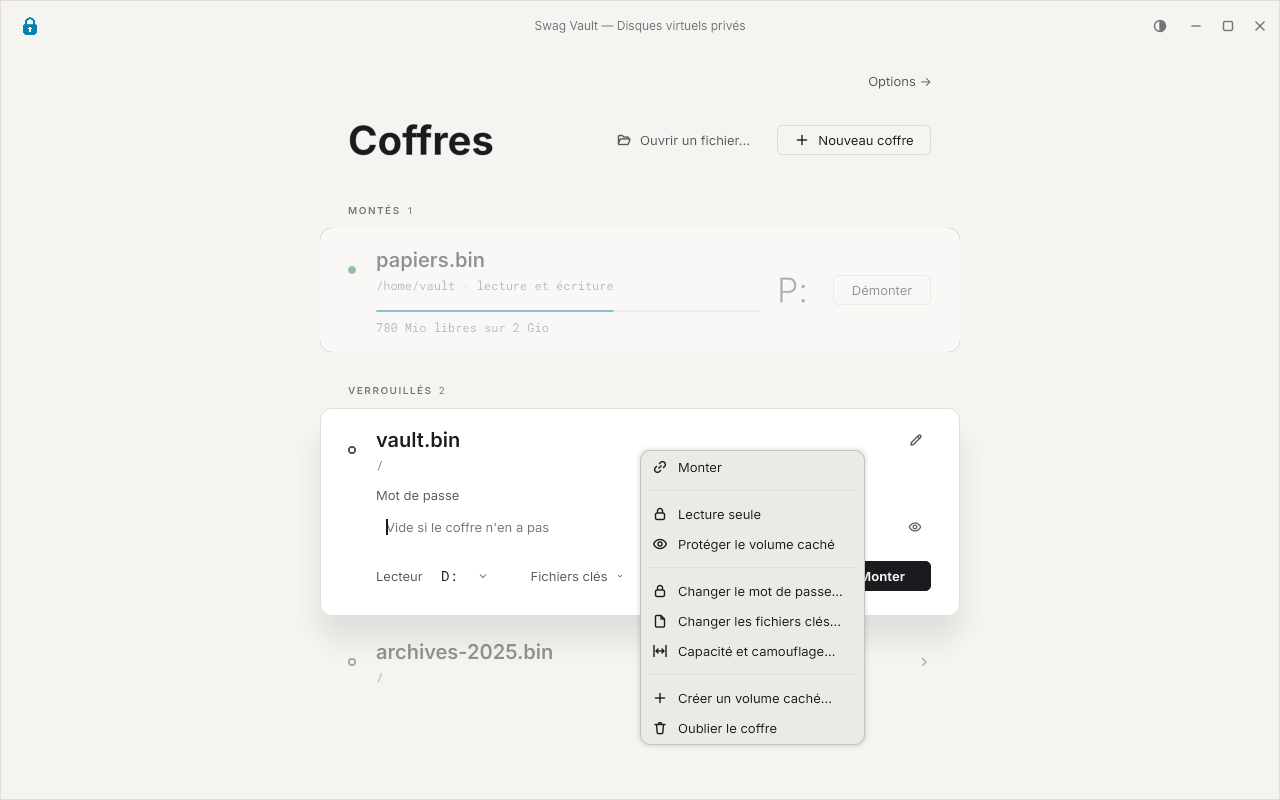 Swag Vault — Disques virtuels privés
Options →
Coffres
Ouvrir un fichier...
Nouveau coffre
MONTÉS 1
papiers.bin
/home/vault · lecture et écriture
780 Mio libres sur 2 Gio
P:
Démonter
VERROUILLÉS 2
vault.bin
/
Mot de passe
Vide si le coffre n'en a pas
Lecteur D: Fichiers clés
Monter
Monter
Lecture seule
Protéger le volume caché
Changer le mot de passe...
Changer les fichiers clés...
Capacité et camouflage...
Créer un volume caché...
Oublier le coffre
archives-2025.bin
/